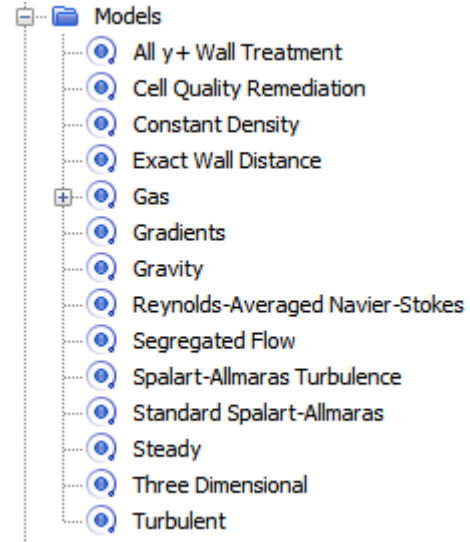 Models
All y+ Wall Treatment
Cell Quality Remediation
Constant Density
Exact Wall Distance
Gas
Gradients
Gravity
Reynolds-Averaged Navier-Stokes
Segregated Flow
Spalart-Allmaras Turbulence
Standard Spalart-Allmaras
Steady
Three Dimensional
Turbulent